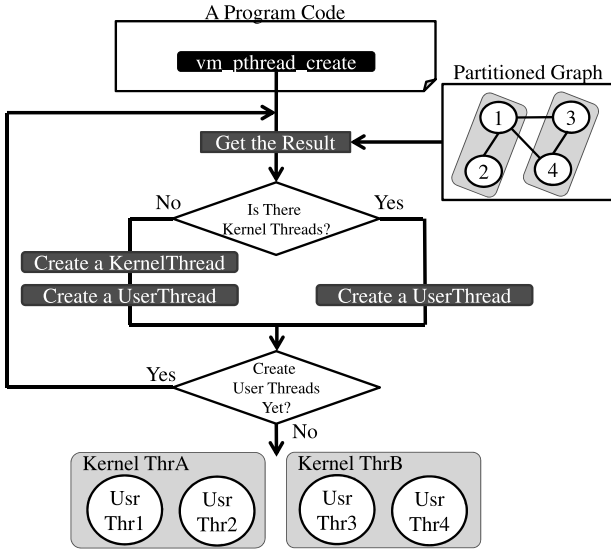 A Program Code
vm_pthread_create
Partitioned Graph
1
3
2
4
Get the Result
No
Is There
Kernel Threads?
Yes
Create a KernelThread
Create a UserThread
Create a UserThread
Yes
Create
User Threads
Yet?
No
Kernel ThrA
Usr
Thr1
Usr
Thr2
Kernel ThrB
Usr
Thr3
Usr
Thr4